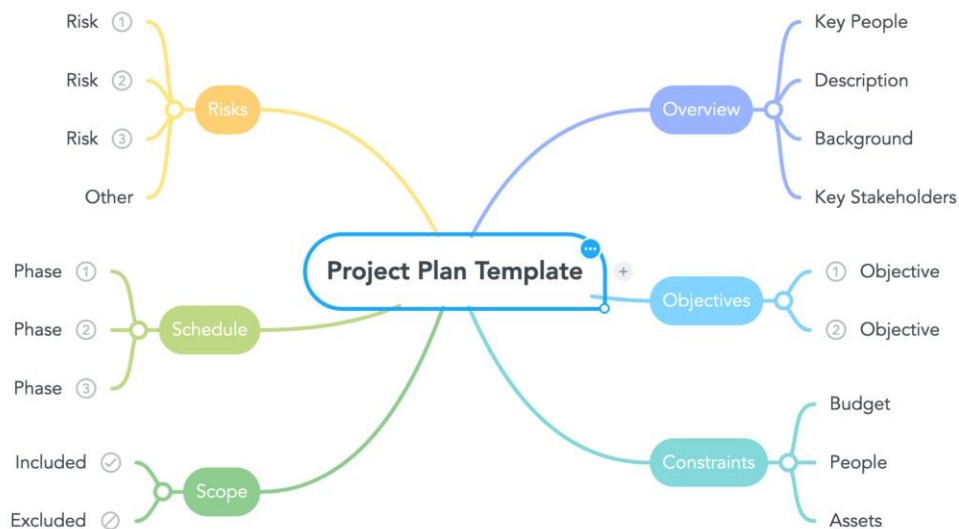 Project Plan Template
Overview
Key People
Description
Background
Key Stakeholders
Objectives
1 Objective
2 Objective
Constraints
Budget
People
Assets
Risks
Risk 1
Risk 2
Risk 3
Other
Schedule
Phase 1
Phase 2
Phase 3
Scope
Included
Excluded